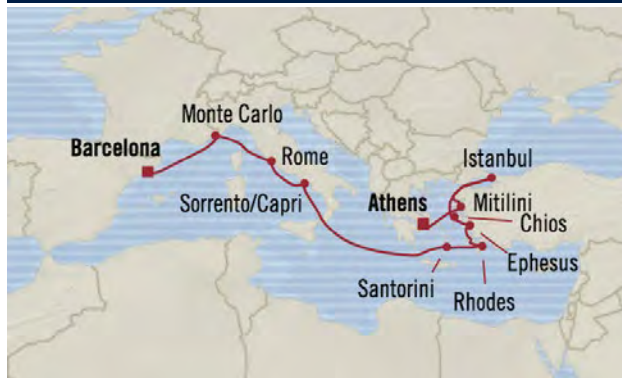 Monte Carlo
Barcelona
Rome
Istanbul
Sorrento/Capri
Athens
Mitilini
Chios
Ephesus
Santorini
Rhodes